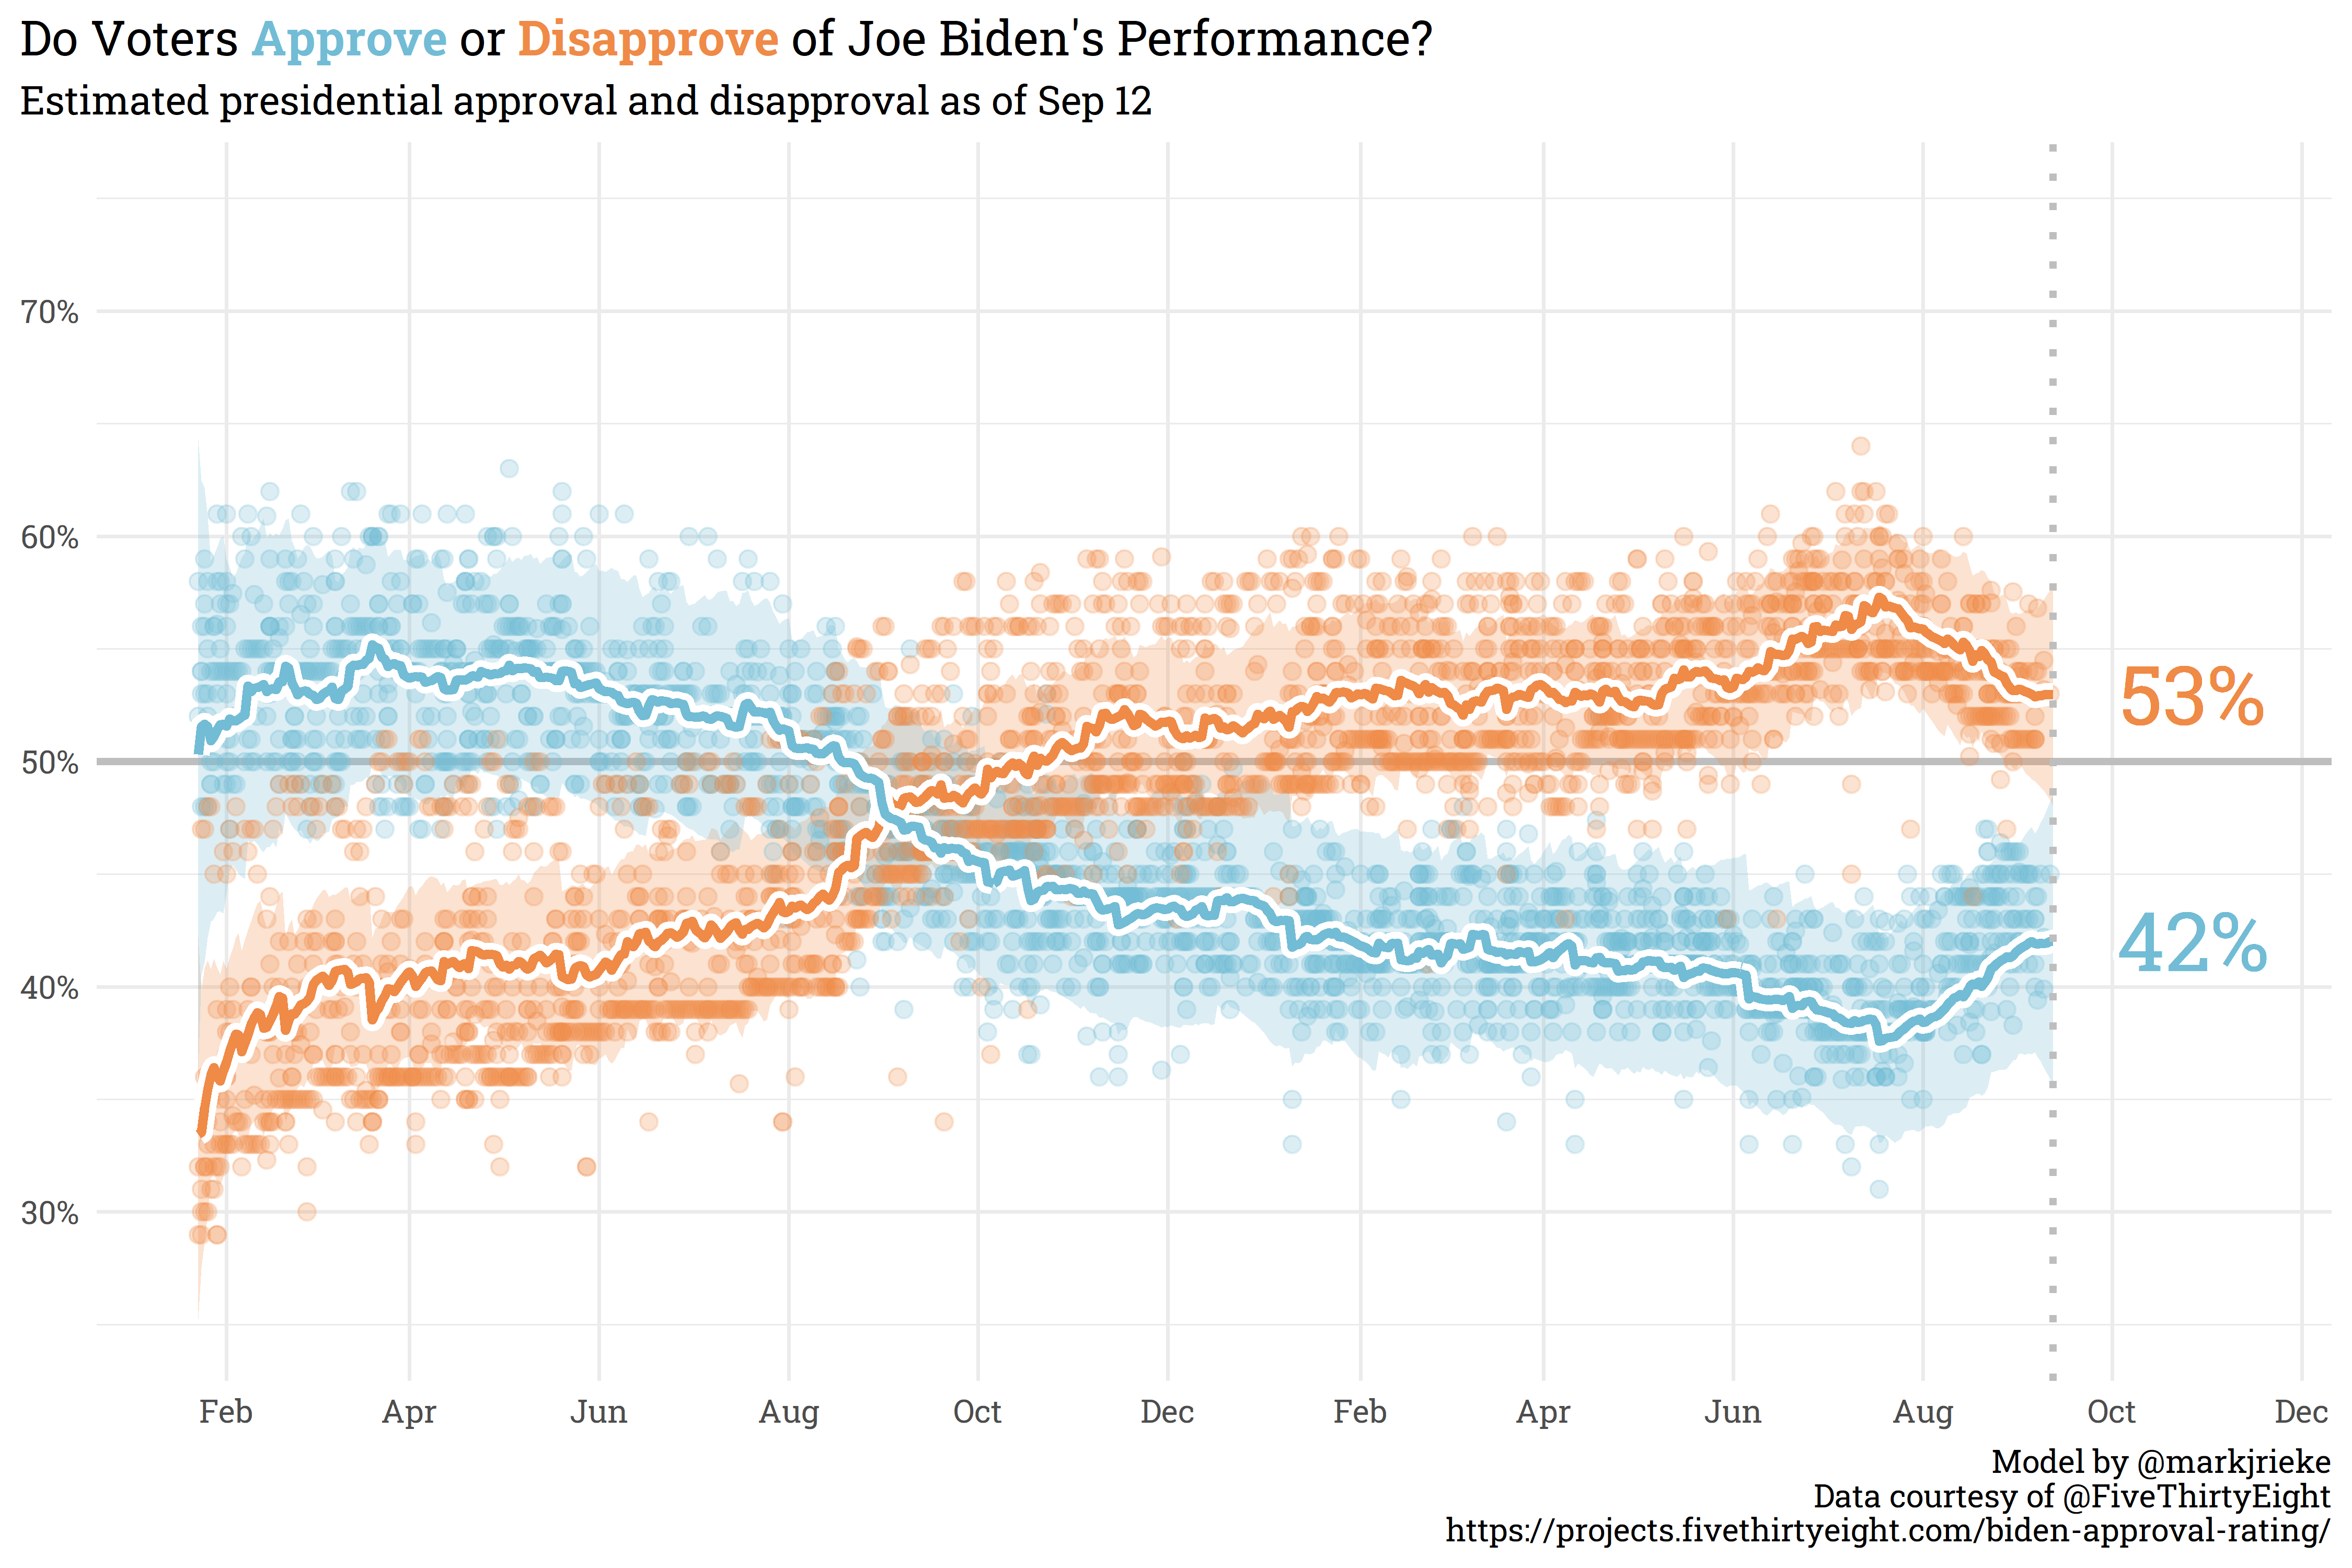 Do Voters Approve or Disapprove of Joe Biden's Performance?
Estimated presidential approval and disapproval as of Sep 12
70%
60%
50%
40%
30%
53%
42%
Feb Apr Jun Aug Oct Dec Feb Apr Jun Aug Oct Dec
Model by @markjrieke
Data courtesy of @FiveThirtyEight
https://projects.fivethirtyeight.com/biden-approval-rating/